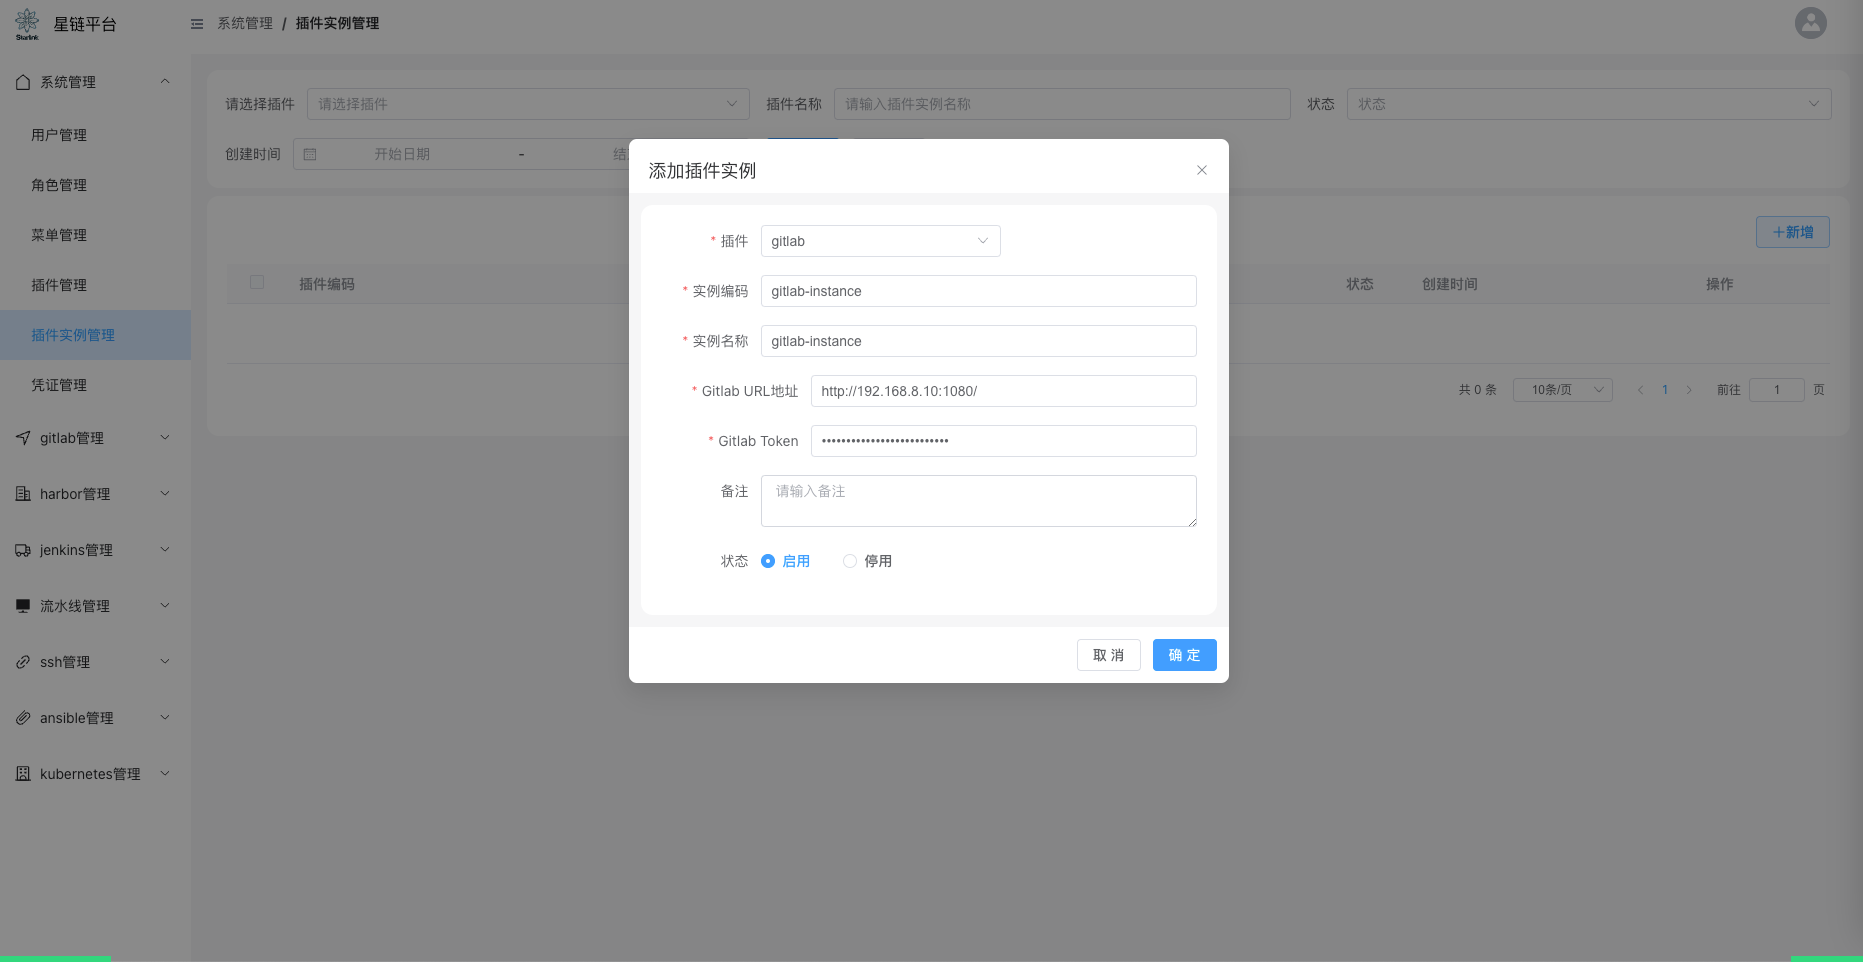 Starlink
星链平台
系统管理 / 插件实例管理
系统管理
用户管理
角色管理
菜单管理
插件管理
插件实例管理
凭证管理
gitlab管理
harbor管理
jenkins管理
流水线管理
ssh管理
ansible管理
kubernetes管理
请选择插件 请选择插件 插件名称 请输入插件实例名称 状态 状态
创建时间 开始日期 -
+新增
插件编码 状态 创建时间 操作
共 0 条 10条/页 1 前往 1 页
添加插件实例
* 插件 gitlab
* 实例编码 gitlab-instance
* 实例名称 gitlab-instance
* Gitlab URL地址 http://192.168.8.10:1080/
* Gitlab Token ••••••••••••••••••••••••••
备注 请输入备注
状态 启用 停用
取 消 确 定